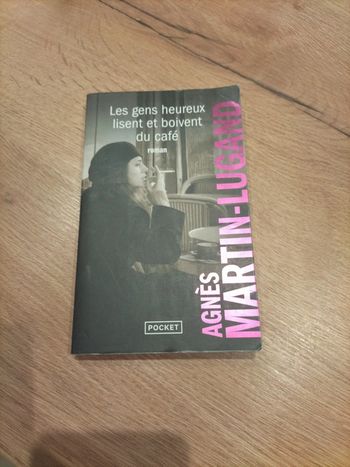 Les gens heureux
lisent et boivent
du café
roman
AGNÈS
MARTIN-LUGAND
POCKET